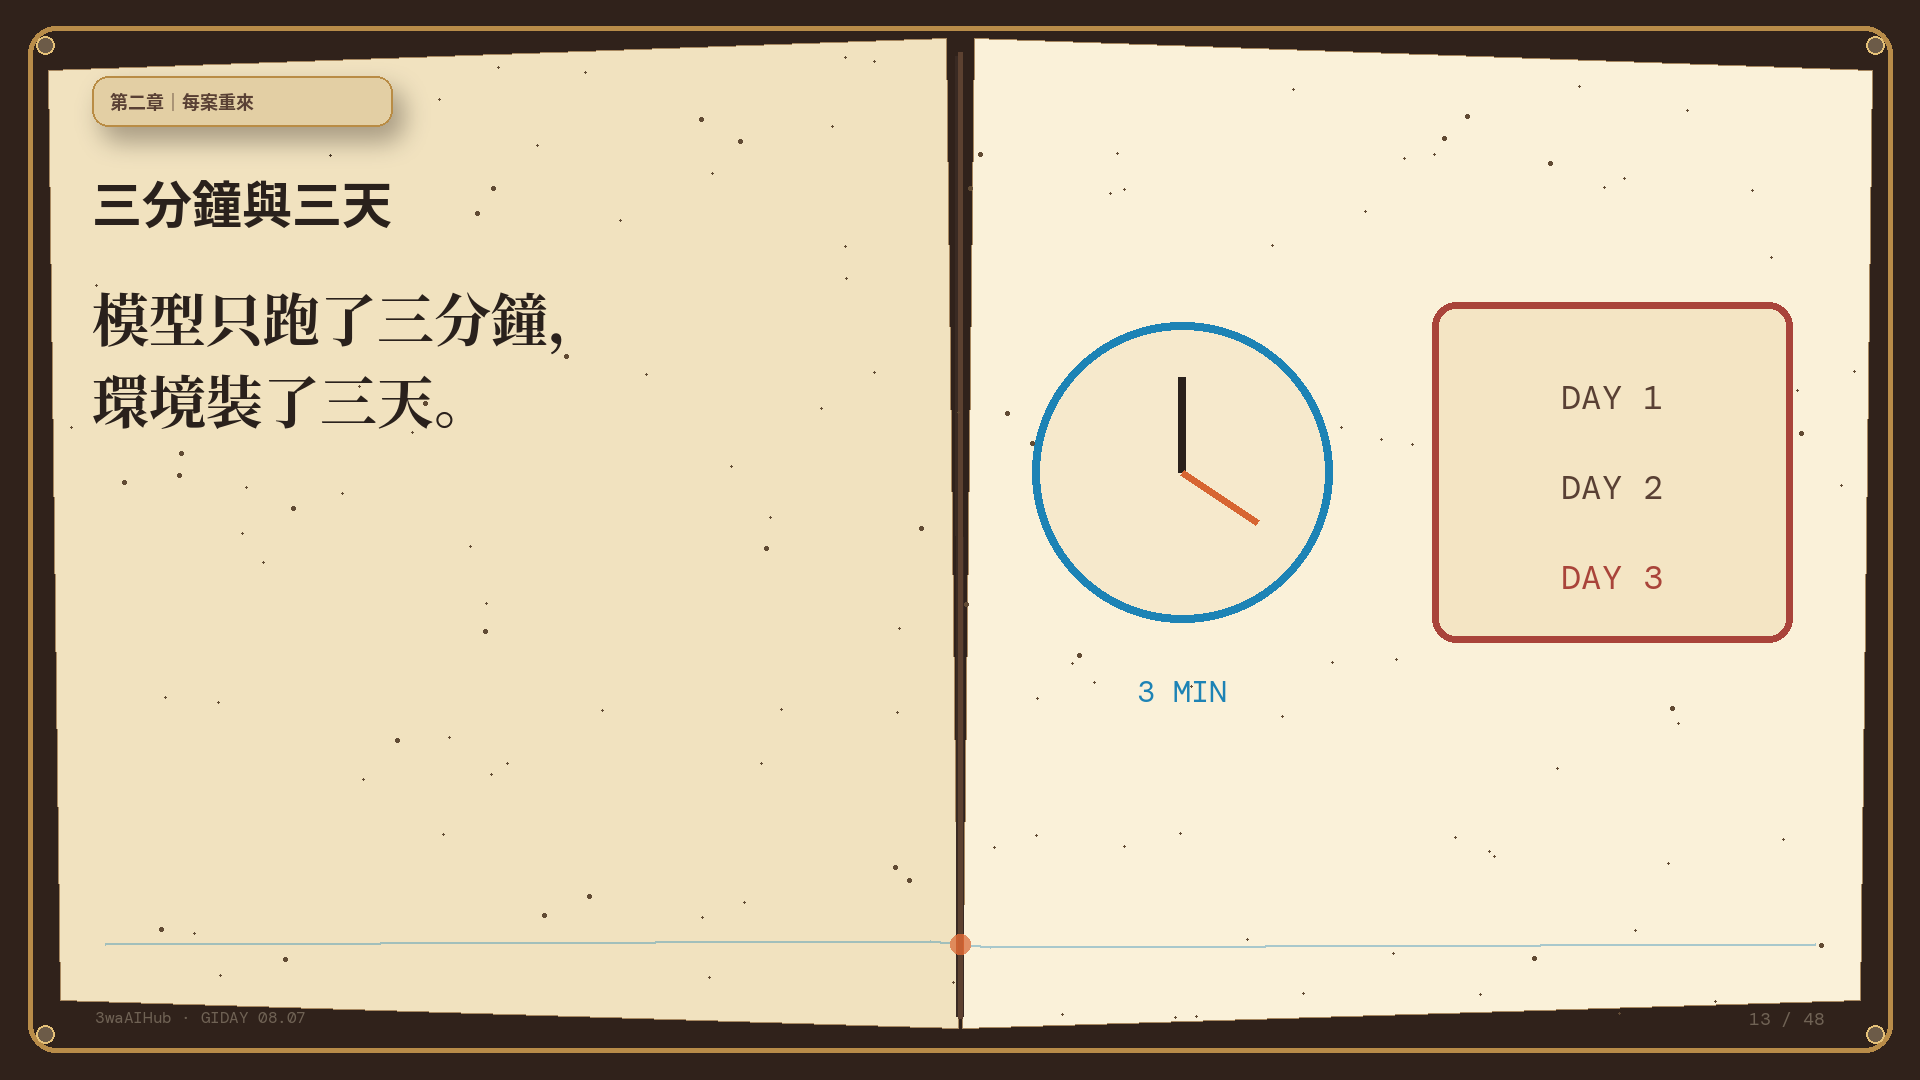 第二章｜每案重來
三分鐘與三天
模型只跑了三分鐘，
環境裝了三天。
3 MIN
DAY 1
DAY 2
DAY 3
3waAIHub · GIDAY 08.07
13 / 48